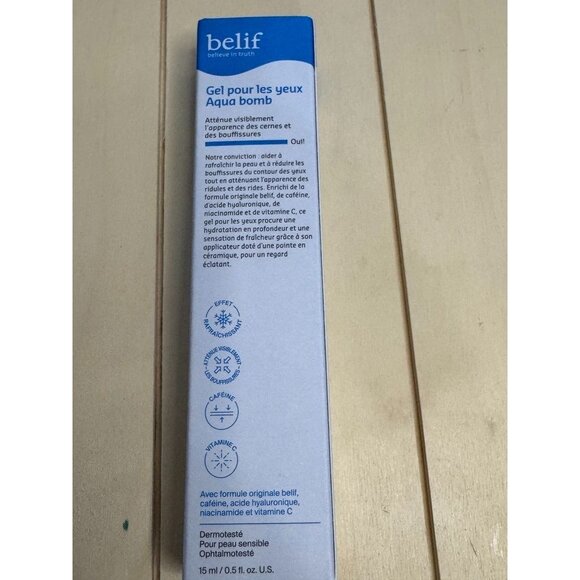 belif
believe in truth
Gel pour les yeux
Aqua bomb
Atténue visiblement
l'apparence des cernes et
des bouffissures
Oui!
Notre conviction : aider à
rafraîchir la peau et à réduire les
bouffissures du contour des yeux
tout en atténuant l'apparence des
ridules et des rides. Enrichi de la
formule originale belif, de caféine,
d'acide hyaluronique, de
niacinamide et de vitamine C, ce
gel pour les yeux procure une
hydratation en profondeur et une
sensation de fraîcheur grâce à son
applicateur doté d'une pointe en
céramique, pour un regard
éclatant.
EFFET
RAFRAÎCHISSANT
ATTÉNUE VISIBLEMENT
LES BOUFFISSURES
CAFÉINE
VITAMINE C
Avec formule originale belif,
caféine, acide hyaluronique,
niacinamide et vitamine C
Dermotesté
Pour peau sensible
Ophtalmotesté
15 ml / 0.5 fl. oz. U.S.